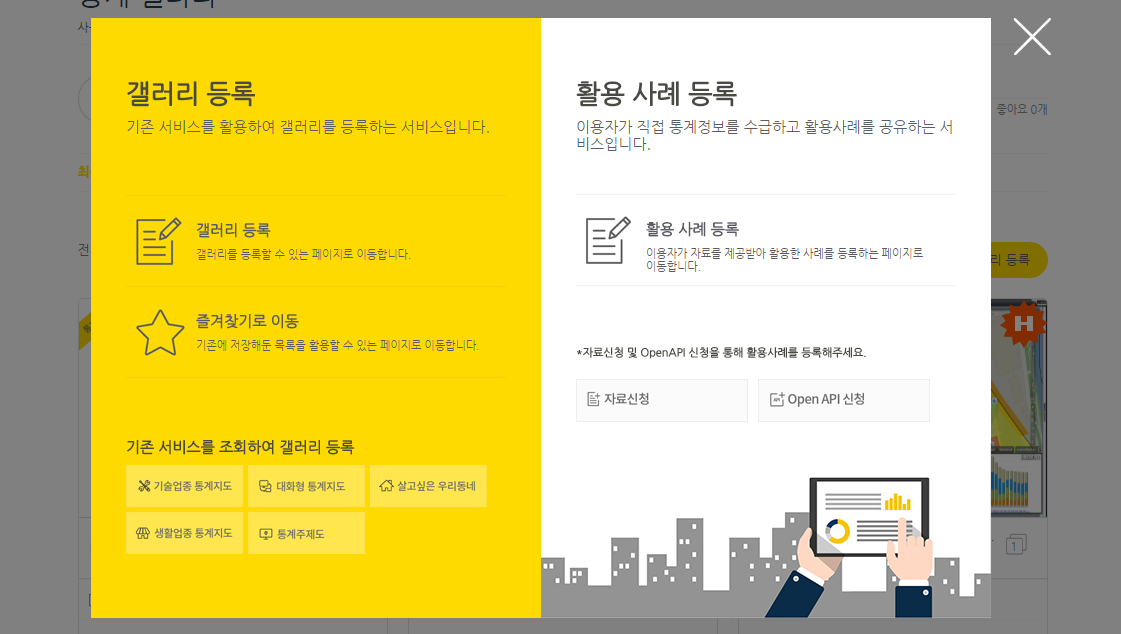 통계 갤러리
좋아요 0개
갤러리 등록
기존 서비스를 활용하여 갤러리를 등록하는 서비스입니다.
갤러리 등록
갤러리를 등록할 수 있는 페이지로 이동합니다.
즐겨찾기로 이동
기존에 저장해둔 목록을 활용할 수 있는 페이지로 이동합니다.
기존 서비스를 조회하여 갤러리 등록
기술업종 통계지도
대화형 통계지도
살고싶은 우리동네
생활업종 통계지도
통계주제도
활용 사례 등록
이용자가 직접 통계정보를 수급하고 활용사례를 공유하는 서
비스입니다.
활용 사례 등록
이용자가 자료를 제공받아 활용한 사례를 등록하는 페이지로
이동합니다.
*자료신청 및 OpenAPI 신청을 통해 활용사례를 등록해주세요.
자료신청
API
Open API 신청
리 등록
H
1